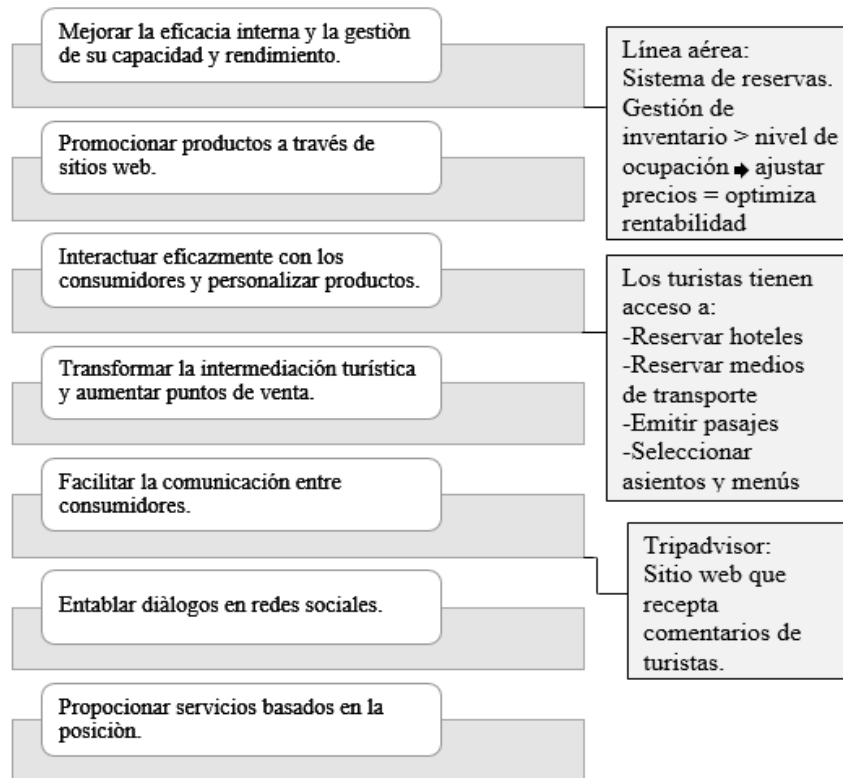 Mejorar la eficacia interna y la gestiòn
de su capacidad y rendimiento.
Línea aérea:
Sistema de reservas.
Gestión de
inventario > nivel de
ocupación 🡆 ajustar
precios = optimiza
rentabilidad
Promocionar productos a través de
sitios web.
Interactuar eficazmente con los
consumidores y personalizar productos.
Los turistas tienen
acceso a:
-Reservar hoteles
-Reservar medios
de transporte
-Emitir pasajes
-Seleccionar
asientos y menús
Transformar la intermediación turística
y aumentar puntos de venta.
Facilitar la comunicación entre
consumidores.
Tripadvisor:
Sitio web que
recepta
comentarios de
turistas.
Entablar diàlogos en redes sociales.
Propocionar servicios basados en la
posiciòn.